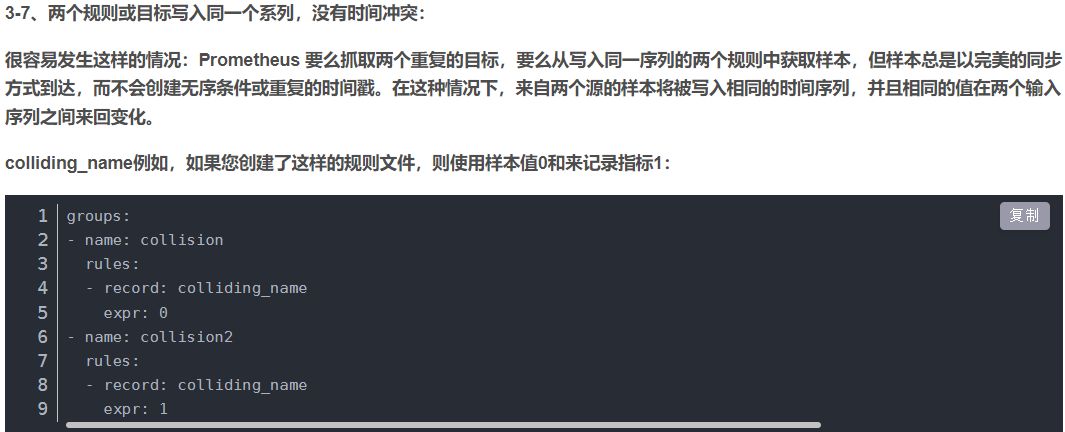 3-7、两个规则或目标写入同一个系列，没有时间冲突：
很容易发生这样的情况：Prometheus 要么抓取两个重复的目标，要么从写入同一序列的两个规则中获取样本，但样本总是以完美的同步
方式到达，而不会创建无序条件或重复的时间戳。在这种情况下，来自两个源的样本将被写入相同的时间序列，并且相同的值在两个输入
序列之间来回变化。
colliding_name例如，如果您创建了这样的规则文件，则使用样本值0和来记录指标1：
复制
1 groups:
2 - name: collision
3   rules:
4   - record: colliding_name
5     expr: 0
6 - name: collision2
7   rules:
8   - record: colliding_name
9     expr: 1